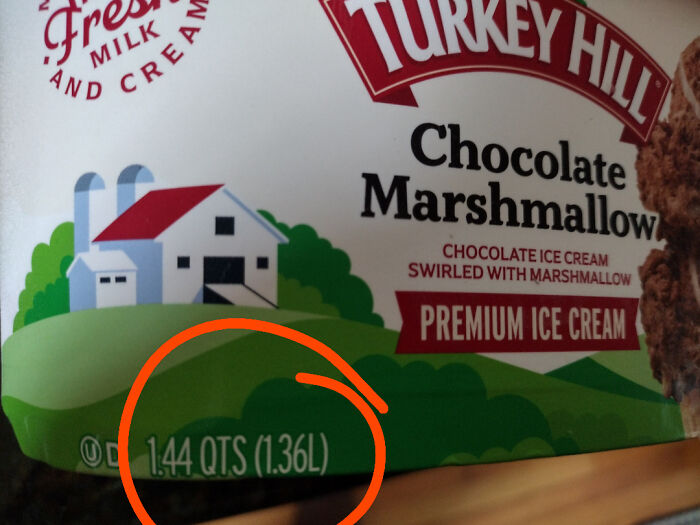 Fresh
MILK
AND CREAM
TURKEY HILL
Chocolate
Marshmallow
CHOCOLATE ICE CREAM
SWIRLED WITH MARSHMALLOW
PREMIUM ICE CREAM
U D 1.44 QTS (1.36L)